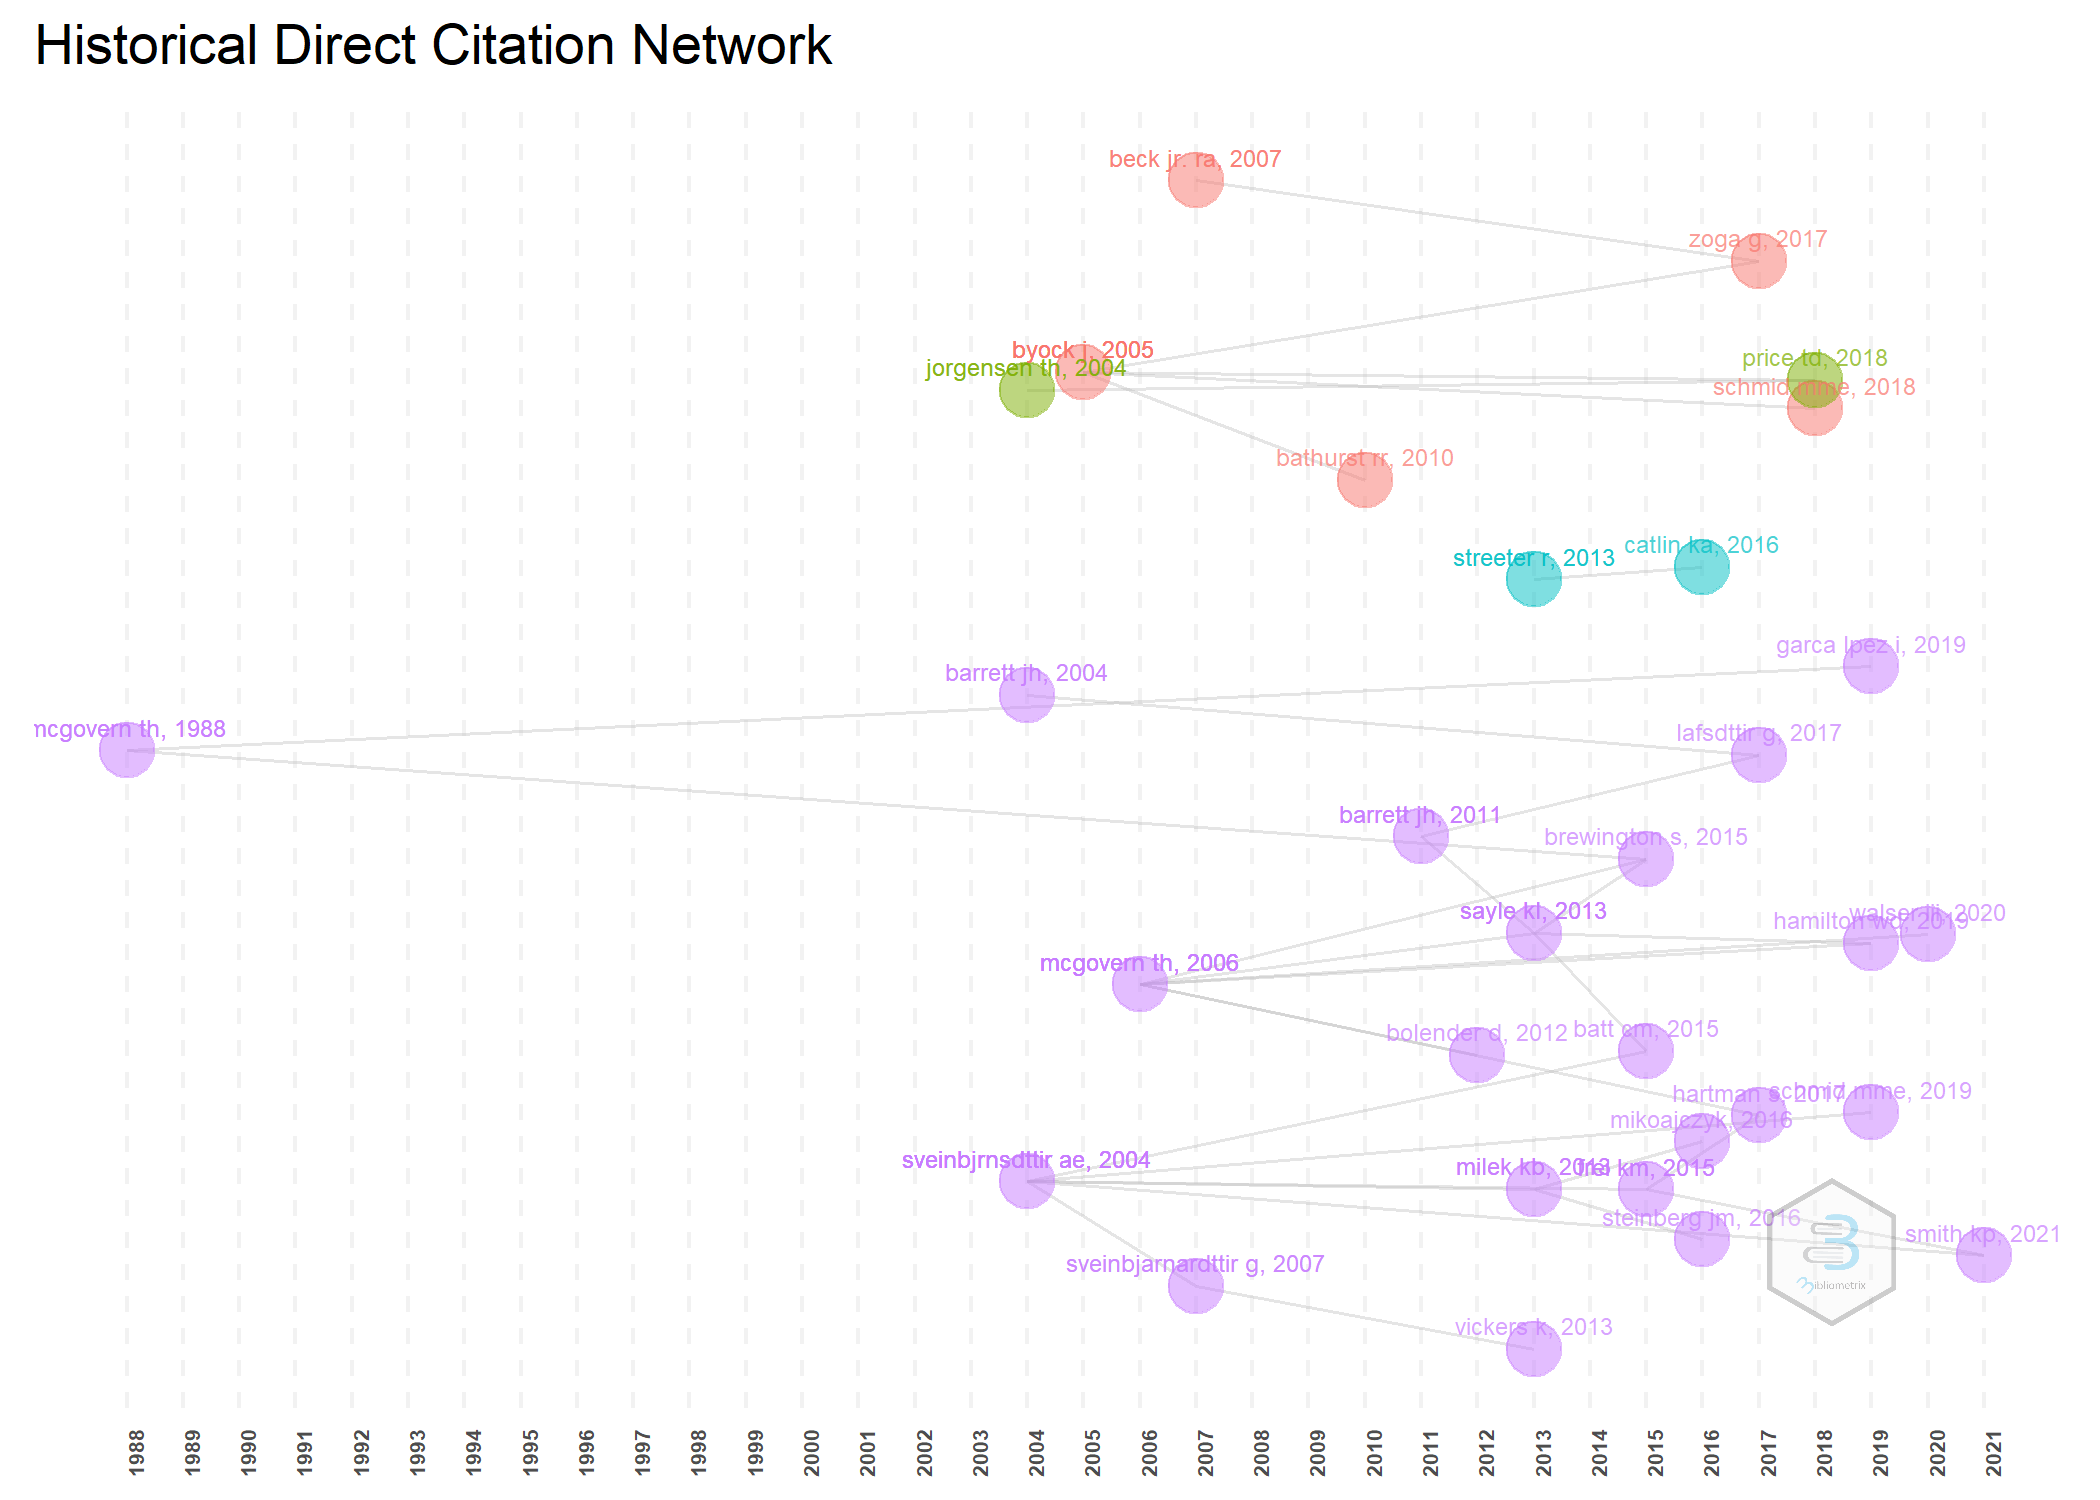 Historical Direct Citation Network
beck jr. ra, 2007
zoga g, 2017
byock j, 2005
price td, 2018
jorgensen th, 2004
schmid mme, 2018
bathurst rr, 2010
catlin ka, 2016
streeter r, 2013
garca lpez i, 2019
barrett jh, 2004
mcgovern th, 1988
lafsdttir g, 2017
barrett jh, 2011
brewington s, 2015
sayle kl, 2013
walser jj, 2020
hamilton wd, 2019
mcgovern th, 2006
bolender d, 2012
batt cm, 2015
schmid mme, 2019
hartman s, 2017
mikoajczyk, 2016
sveinbjrnsdttir ae, 2004
milek kb, 2013
frei km, 2015
steinberg jm, 2016
smith kp, 2021
sveinbjarnardttir g, 2007
vickers k, 2013
Bibliometrix
1988
1989
1990
1991
1992
1993
1994
1995
1996
1997
1998
1999
2000
2001
2002
2003
2004
2005
2006
2007
2008
2009
2010
2011
2012
2013
2014
2015
2016
2017
2018
2019
2020
2021